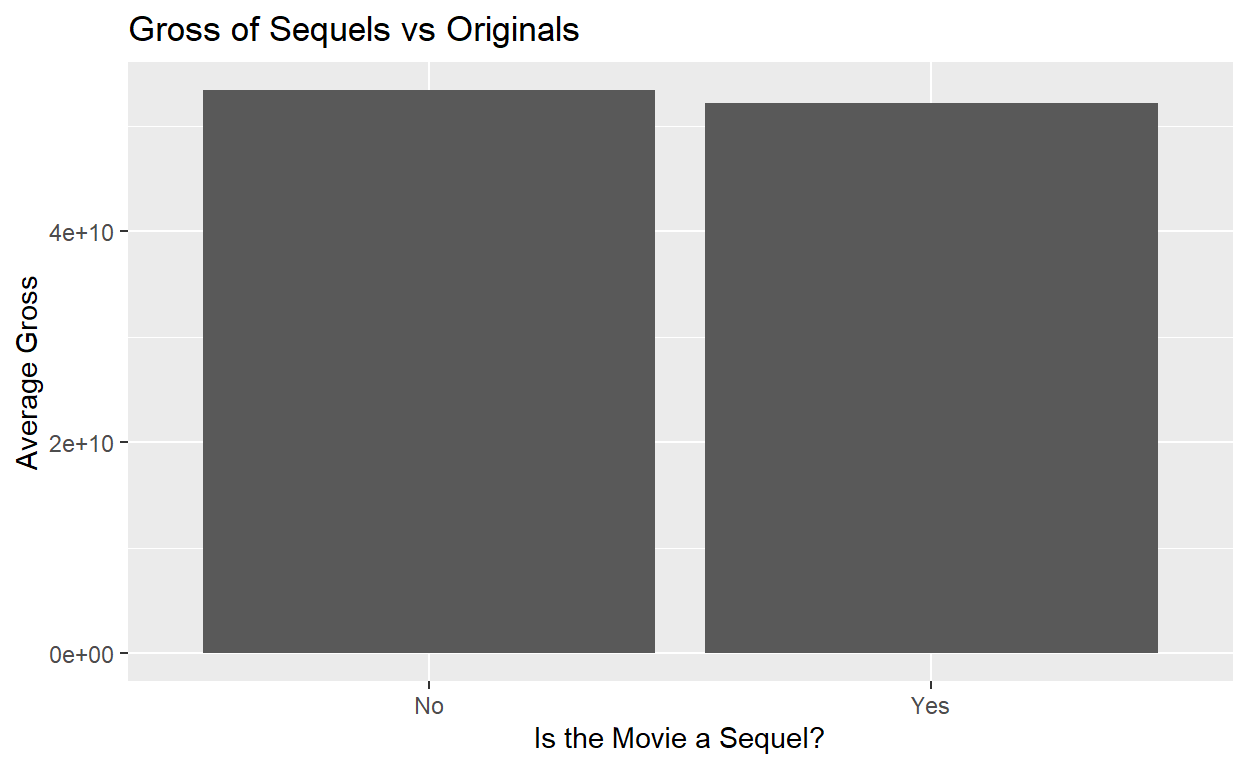 Gross of Sequels vs Originals
Average Gross
4e+10
2e+10
0e+00
No
Yes
Is the Movie a Sequel?